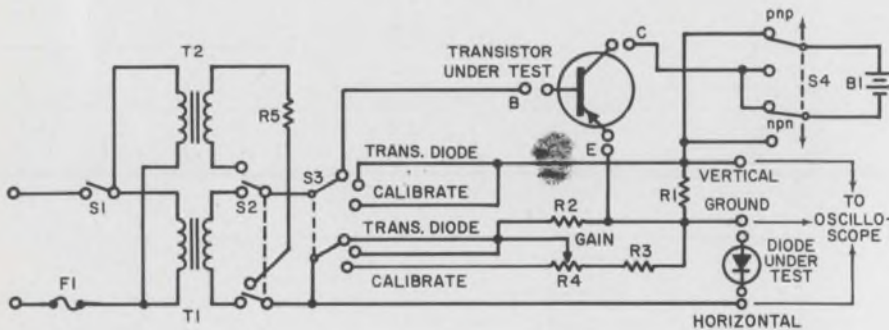 T2
R5
S1
F1
T1
S2
S3
TRANSISTOR
UNDER TEST
B
C
E
TRANS. DIODE
CALIBRATE
TRANS. DIODE
CALIBRATE
R2
GAIN
R4
R3
R1
pnp
npn
S4
B1
VERTICAL
GROUND
DIODE
UNDER
TEST
HORIZONTAL
TO
OSCILLO-
SCOPE